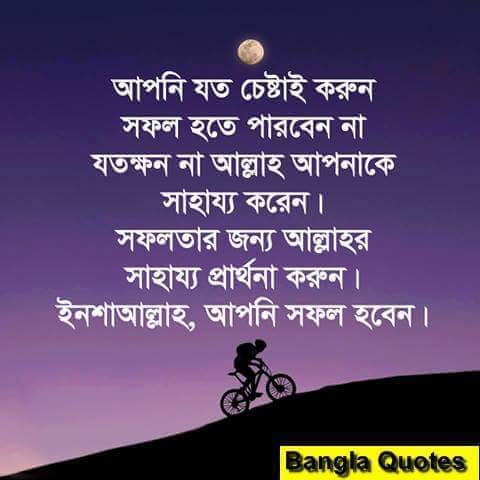 আপনি যত চেষ্টাই করুন
সফল হতে পারবেন না
যতক্ষন না আল্লাহ আপনাকে
সাহায্য করেন।
সফলতার জন্য আল্লাহর
সাহায্য প্রার্থনা করুন।
ইনশাআল্লাহ, আপনি সফল হবেন।
Bangla Quotes